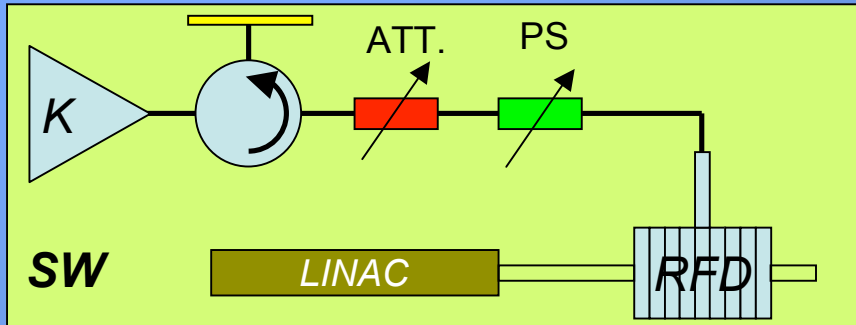 ATT. PS
K
SW
LINAC
RFD